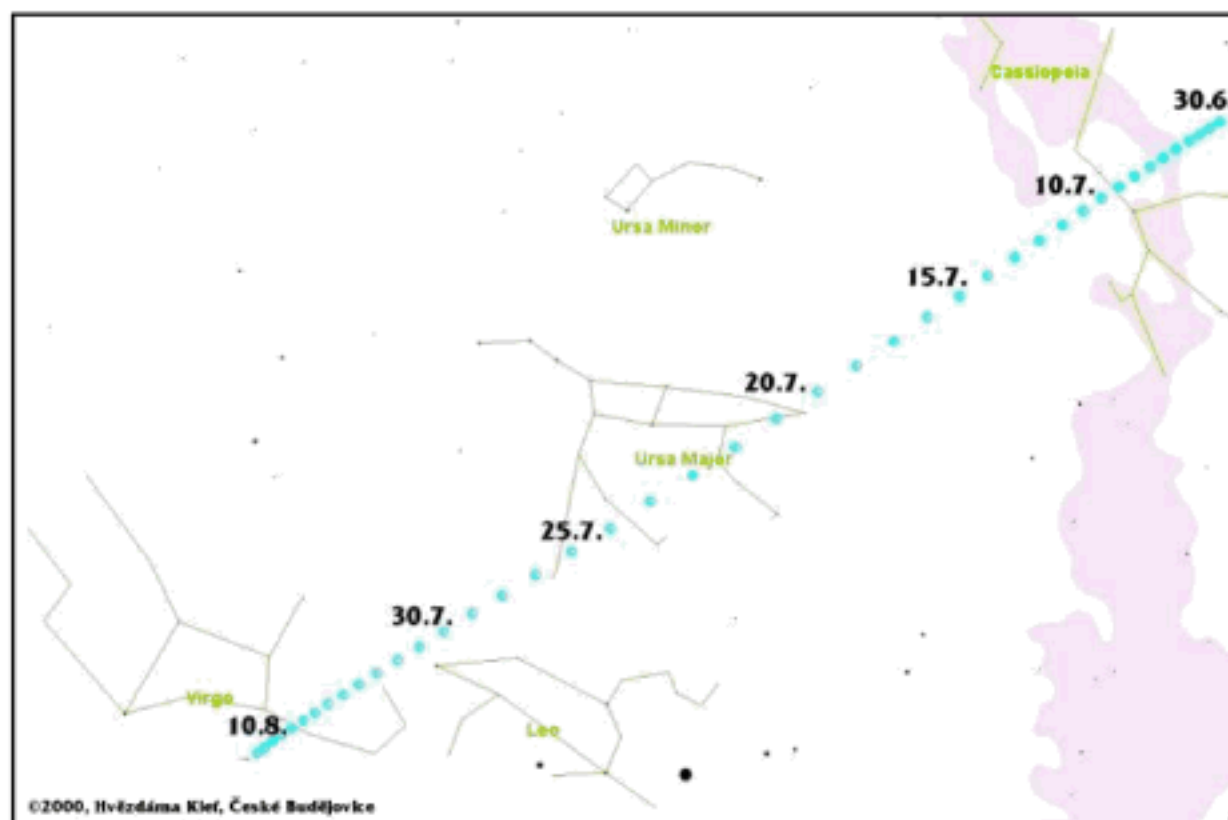 Cassiopeia
30.6
10.7.
Ursa Minor
15.7.
20.7.
Ursa Major
25.7.
30.7.
Virgo
10.8.
Leo
©2000, Hvězdárna Kleť, České Budějovice